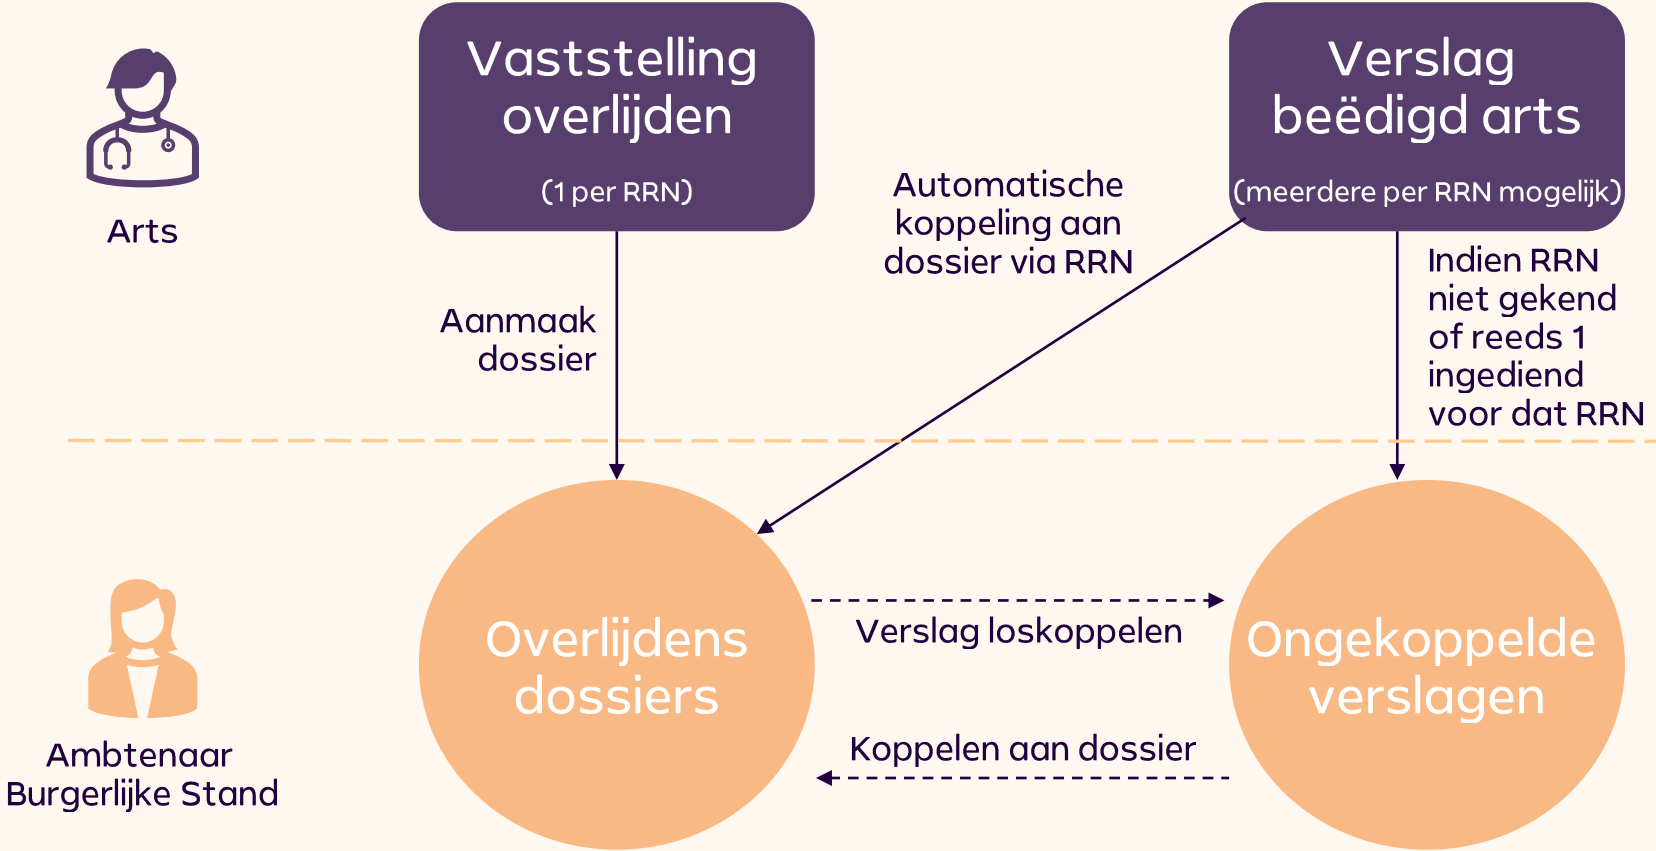 Vaststelling
overlijden
(1 per RRN)
Verslag
beëdigd arts
(meerdere per RRN mogelijk)
Arts
Automatische
koppeling aan
dossier via RRN
Indien RRN
niet gekend
of reeds 1
ingediend
voor dat RRN
Aanmaak
dossier
Overlijdens
dossiers
Verslag loskoppelen
Ongekoppelde
verslagen
Koppelen aan dossier
Ambtenaar
Burgerlijke Stand